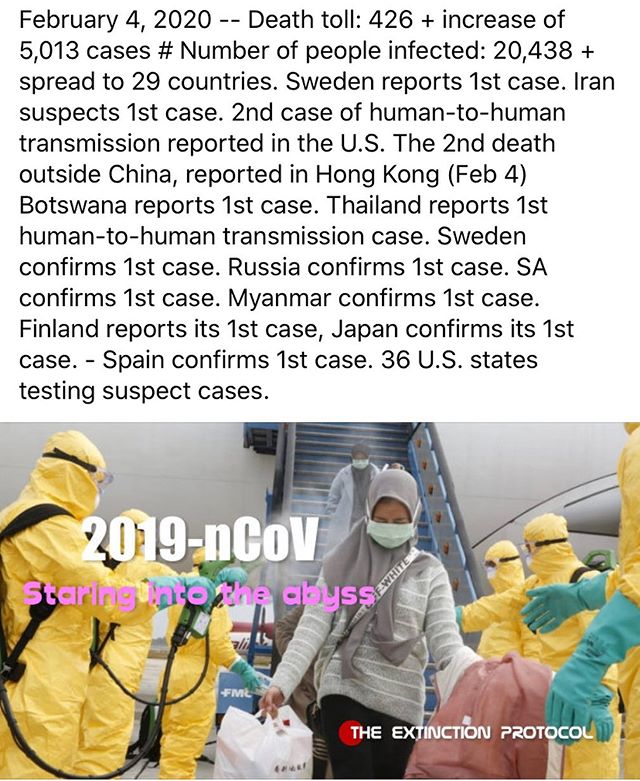 February 4, 2020 -- Death toll: 426 + increase of
5,013 cases # Number of people infected: 20,438 +
spread to 29 countries. Sweden reports 1st case. Iran
suspects 1st case. 2nd case of human-to-human
transmission reported in the U.S. The 2nd death
outside China, reported in Hong Kong (Feb 4)
Botswana reports 1st case. Thailand reports 1st
human-to-human transmission case. Sweden
confirms 1st case. Russia confirms 1st case. SA
confirms 1st case. Myanmar confirms 1st case.
Finland reports its 1st case, Japan confirms its 1st
case. - Spain confirms 1st case. 36 U.S. states
testing suspect cases.
2019-nCoV
Staring into the abyss
WHITE
THE EXTINCTION PROTOCOL